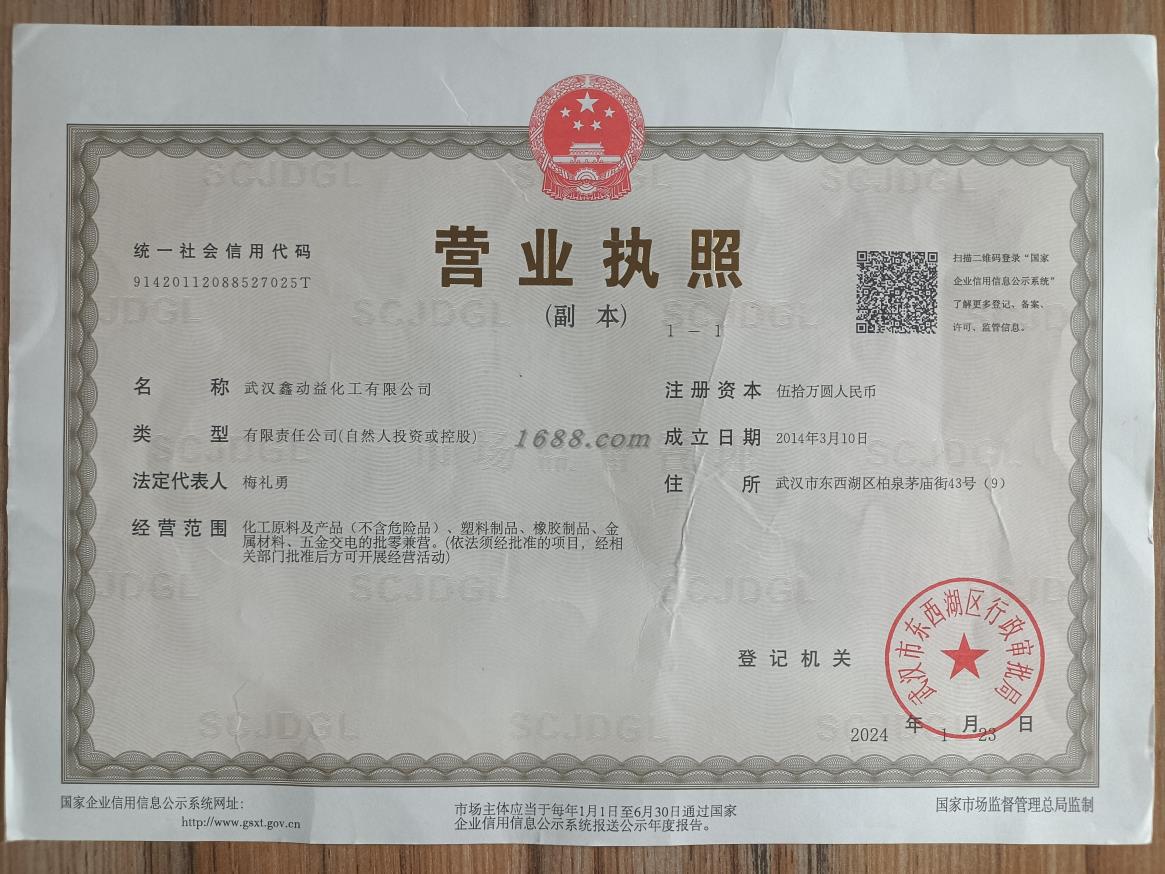 营业执照
(副 本)
1-1
统一社会信用代码
91420112088527025T
扫描二维码登录“国家
企业信用信息公示系统”
了解更多登记、备案、
许可、监管信息。
名 称 武汉鑫动益化工有限公司
类 型 有限责任公司(自然人投资或控股)
法定代表人 梅礼勇
经营范围 化工原料及产品（不含危险品）、塑料制品、橡胶制品、金
属材料、五金交电的批零兼营。(依法须经批准的项目，经相
关部门批准后方可开展经营活动)
注册资本 伍拾万圆人民币
成立日期 2014年3月10日
住 所 武汉市东西湖区柏泉茅庙街43号（9）
1688.com
登记机关
武汉市东西湖区行政审批局
2024 年 1 月 23 日
国家企业信用信息公示系统网址：
http://www.gsxt.gov.cn
市场主体应当于每年1月1日至6月30日通过国家
企业信用信息公示系统报送公示年度报告。
国家市场监督管理总局监制
SCJDGL